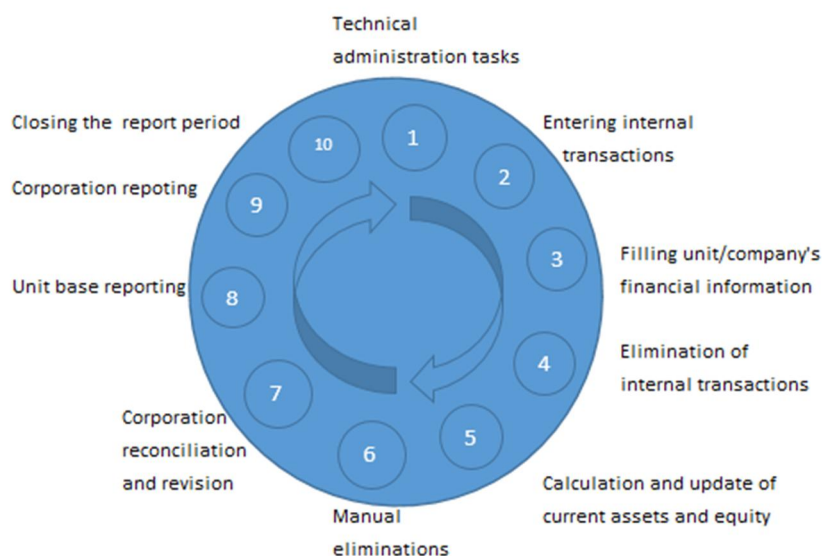 Technical
administration tasks
1
Entering internal
transactions
2
Filling unit/company's
financial information
3
Elimination of
internal transactions
4
Calculation and update of
current assets and equity
5
Manual
eliminations
6
Corporation
reconciliation
and revision
7
Unit base reporting
8
Corporation repoting
9
Closing the report period
10